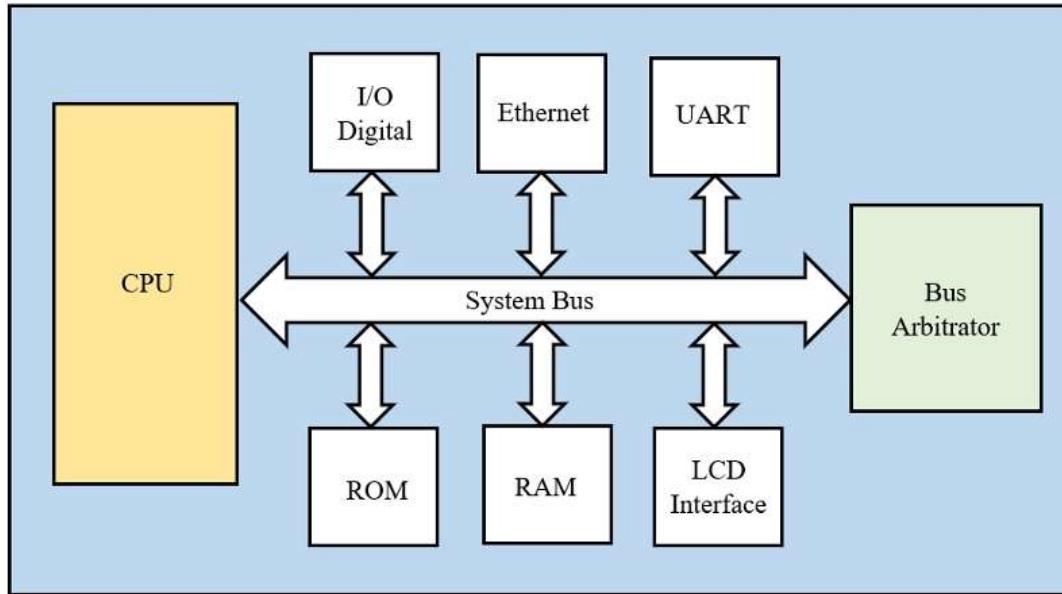 I/O
Digital
Ethernet
UART
CPU
System Bus
Bus
Arbitrator
ROM
RAM
LCD
Interface